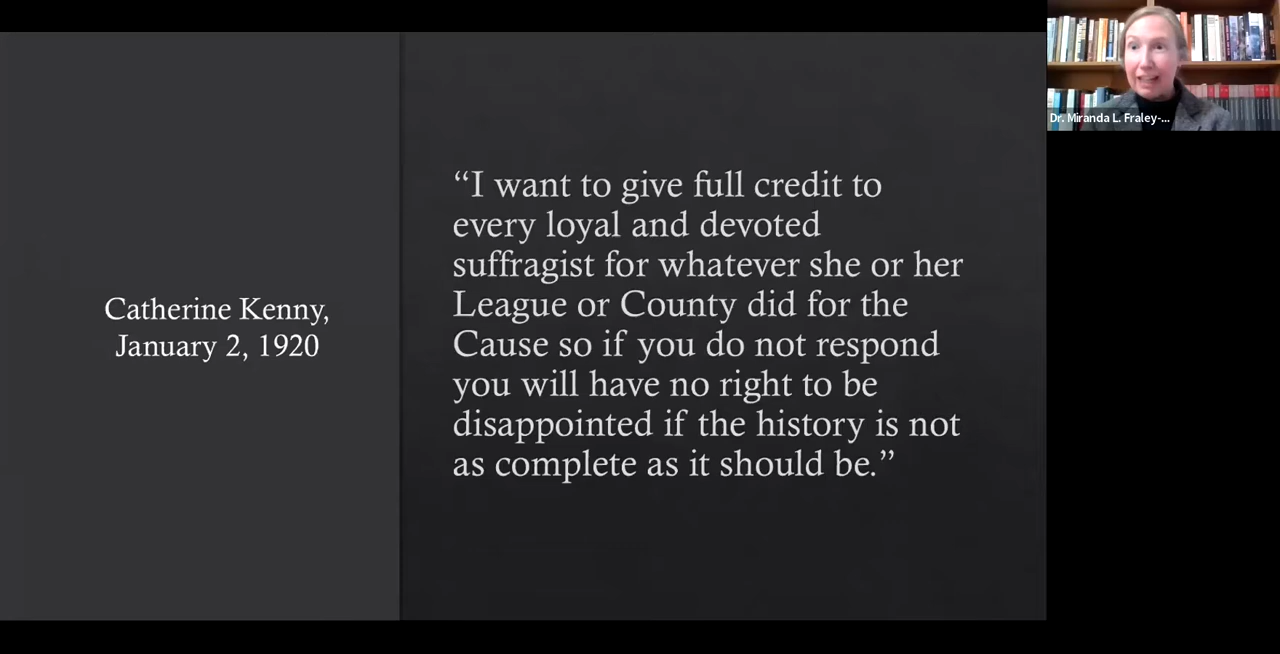 Catherine Kenny,
January 2, 1920
“I want to give full credit to
every loyal and devoted
suffragist for whatever she or her
League or County did for the
Cause so if you do not respond
you will have no right to be
disappointed if the history is not
as complete as it should be.”
Dr. Miranda L. Fraley-...